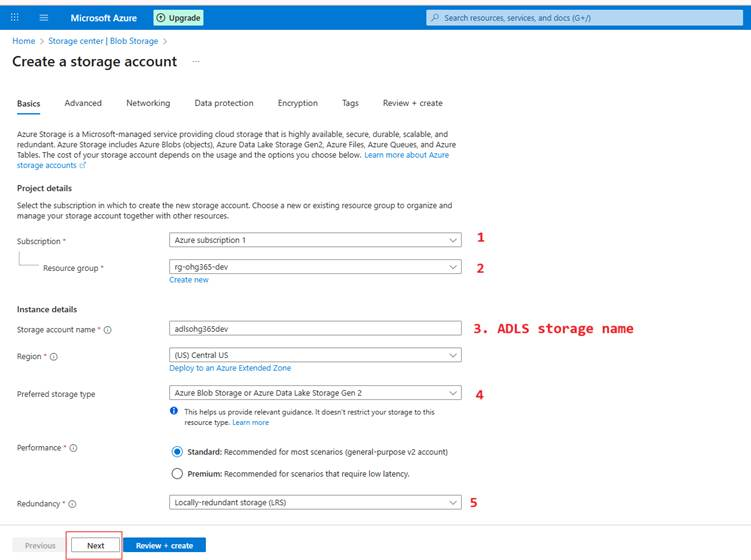 Microsoft Azure
Upgrade
Search resources, services, and docs (G+/)
Home > Storage center | Blob Storage >
Create a storage account ...
Basics Advanced Networking Data protection Encryption Tags Review + create
Azure Storage is a Microsoft-managed service providing cloud storage that is highly available, secure, durable, scalable, and
redundant. Azure Storage includes Azure Blobs (objects), Azure Data Lake Storage Gen2, Azure Files, Azure Queues, and Azure
Tables. The cost of your storage account depends on the usage and the options you choose below. Learn more about Azure
storage accounts
Project details
Select the subscription in which to create the new storage account. Choose a new or existing resource group to organize and
manage your storage account together with other resources.
Subscription * Azure subscription 1 1
Resource group * rg-ohg365-dev 2
Create new
Instance details
Storage account name * adlsohg365dev 3. ADLS storage name
Region * (US) Central US
Deploy to an Azure Extended Zone
Preferred storage type Azure Blob Storage or Azure Data Lake Storage Gen 2 4
This helps us provide relevant guidance. It doesn't restrict your storage to this
resource type. Learn more
Performance * Standard: Recommended for most scenarios (general-purpose v2 account)
Premium: Recommended for scenarios that require low latency.
Redundancy * Locally-redundant storage (LRS) 5
Previous Next Review + create